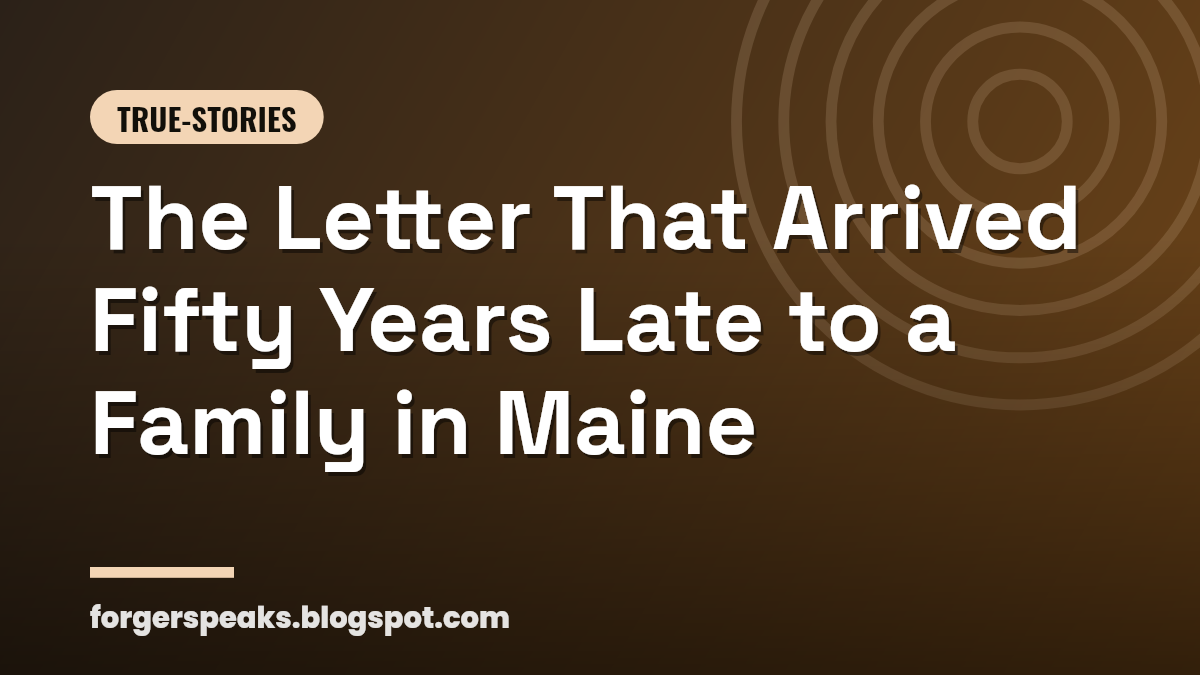 TRUE-STORIES
The Letter That Arrived
Fifty Years Late to a
Family in Maine
forgerspeaks.blogspot.com